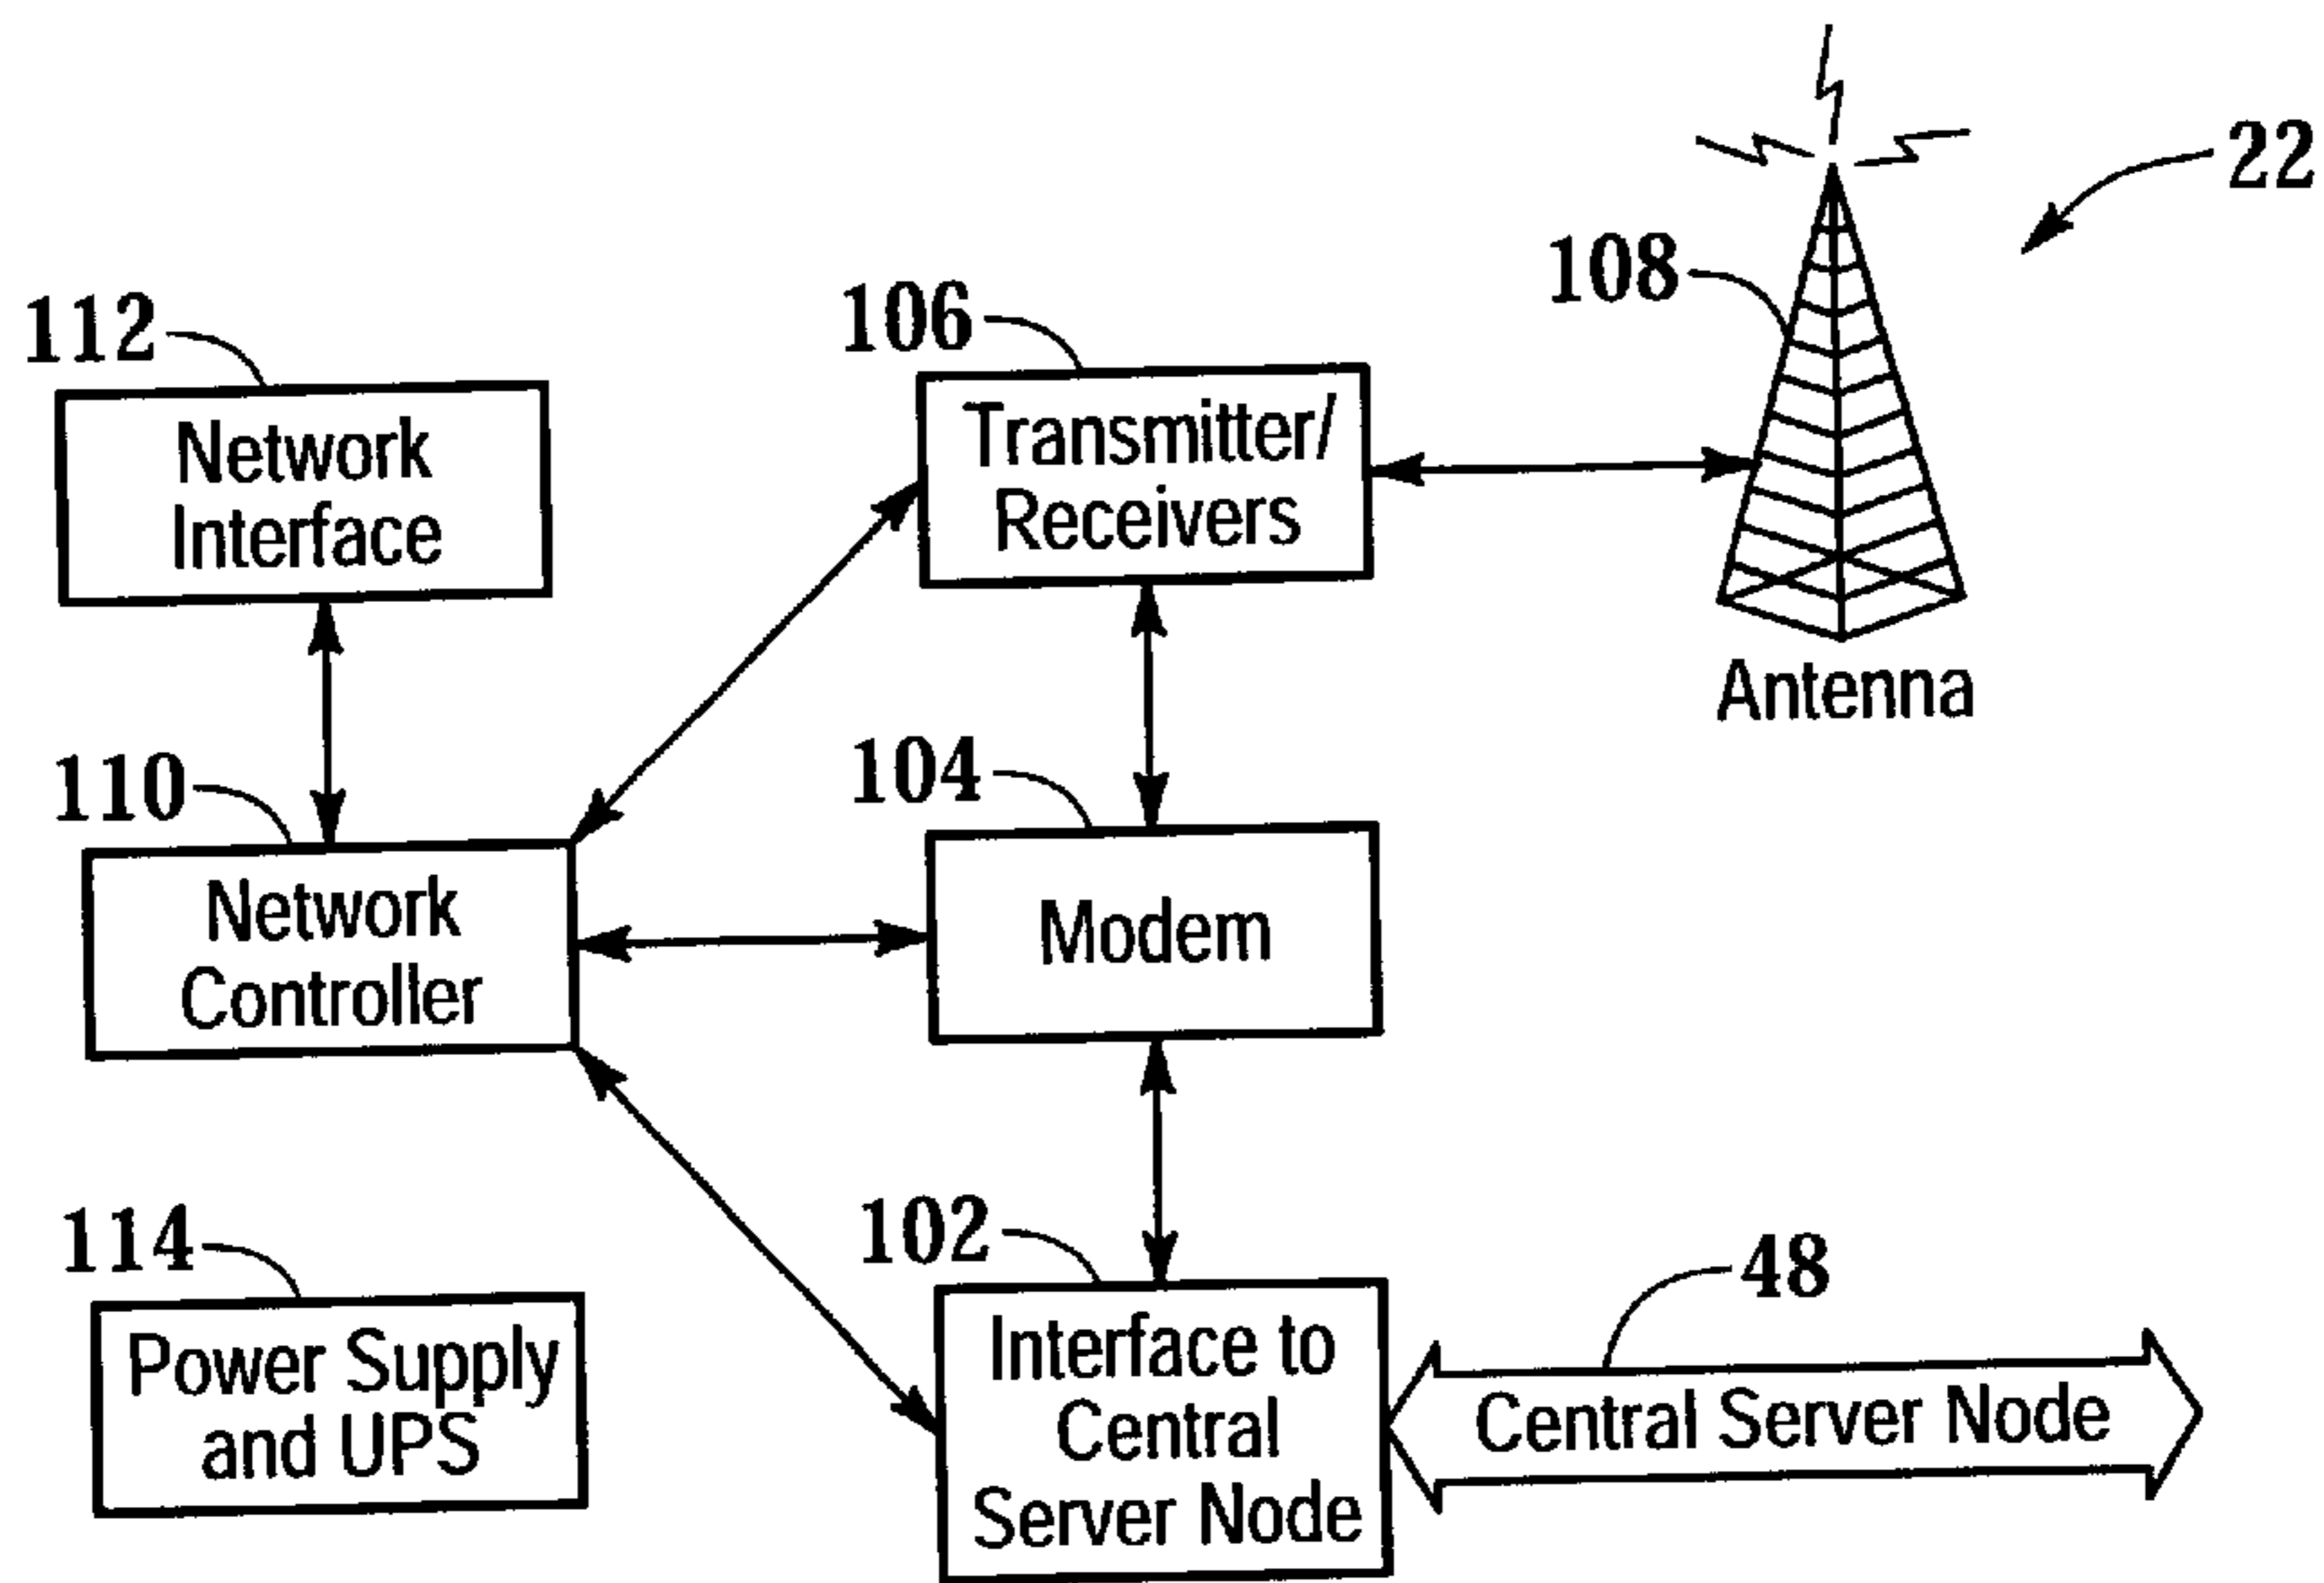 22
108
112
106
Network
Interface
Transmitter/
Receivers
Antenna
110
104
Network
Controller
Modem
114
102
48
Power Supply
and UPS
Interface to
Central
Server Node
Central Server Node